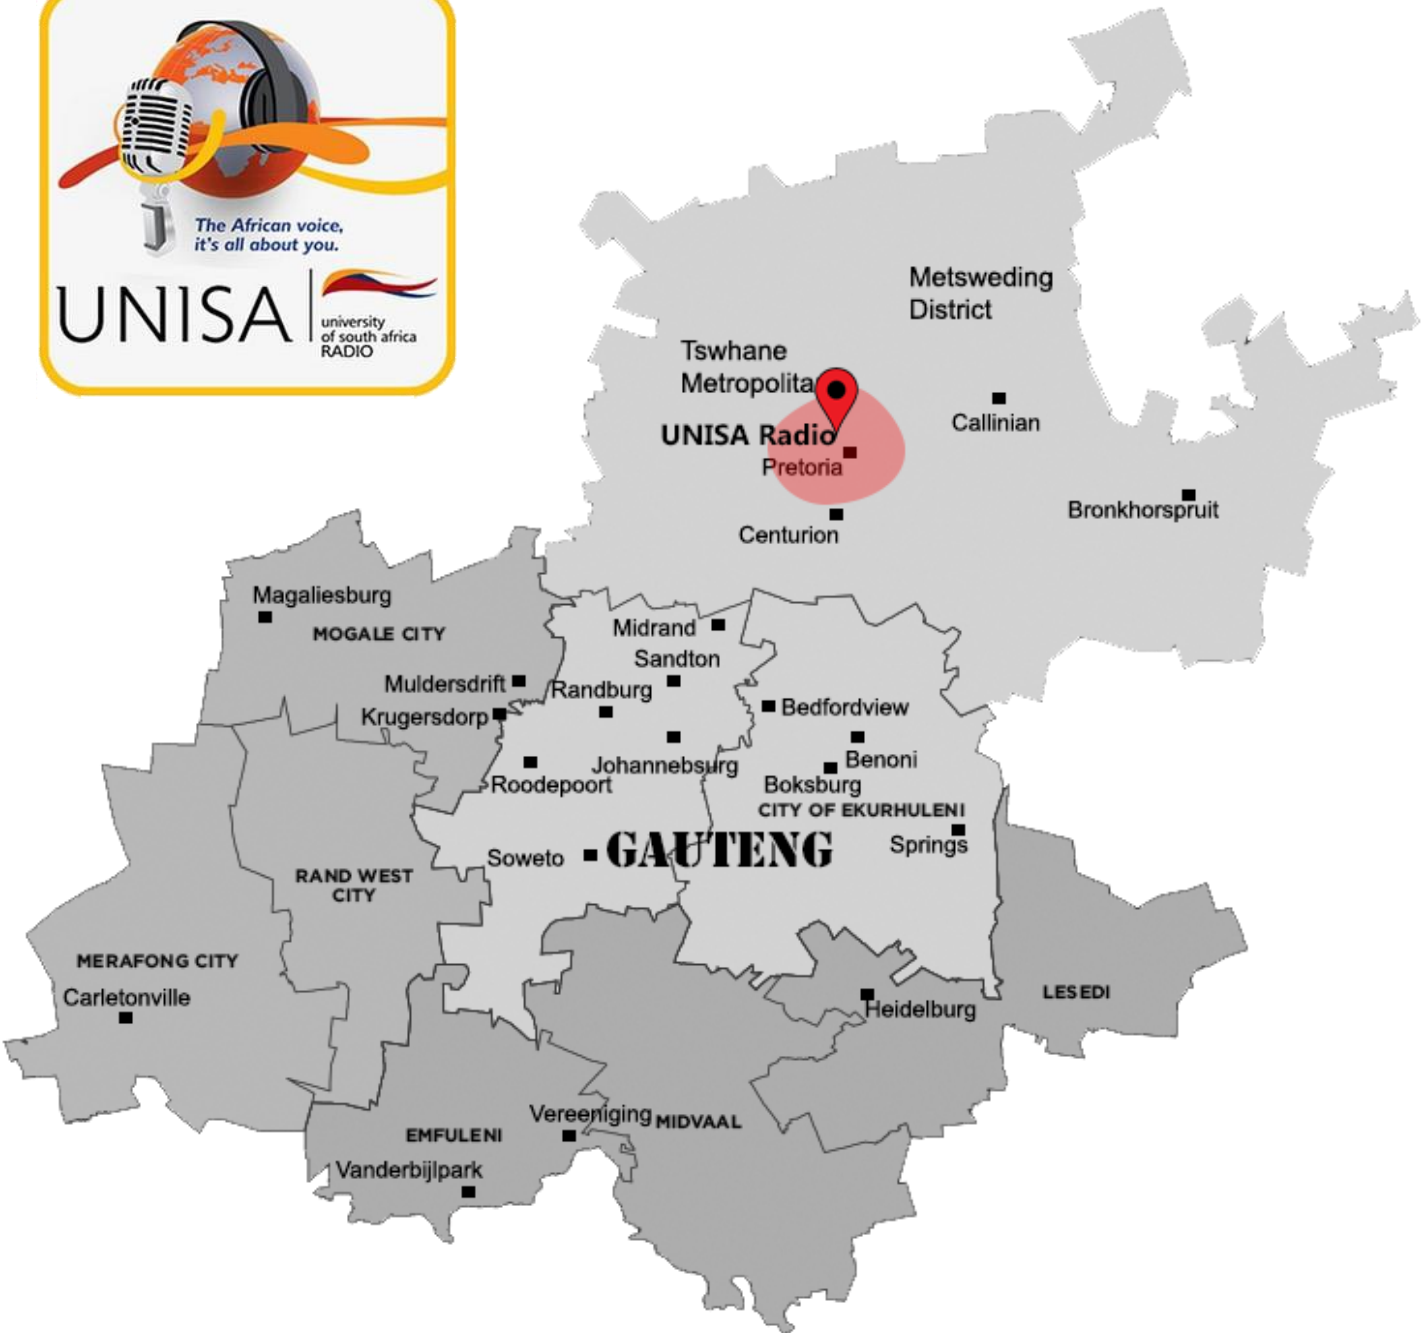 The African voice,
it's all about you.
UNISA
university
of south africa
RADIO
Metsweding
District
Tswhane
Metropolita
UNISA Radio
Pretoria
Callinian
Bronkhorspruit
Centurion
Magaliesburg
MOGALE CITY
Midrand
Sandton
Muldersdrift
Randburg
Krugersdorp
Bedfordview
Johannebsurg
Benoni
Roodepoort
Boksburg
CITY OF EKURHULENI
Springs
Soweto
GAUTENG
RAND WEST
CITY
MERAFONG CITY
Carletonville
LESEDI
Heidelburg
Vereeniging
MIDVAAL
EMFULENI
Vanderbijlpark